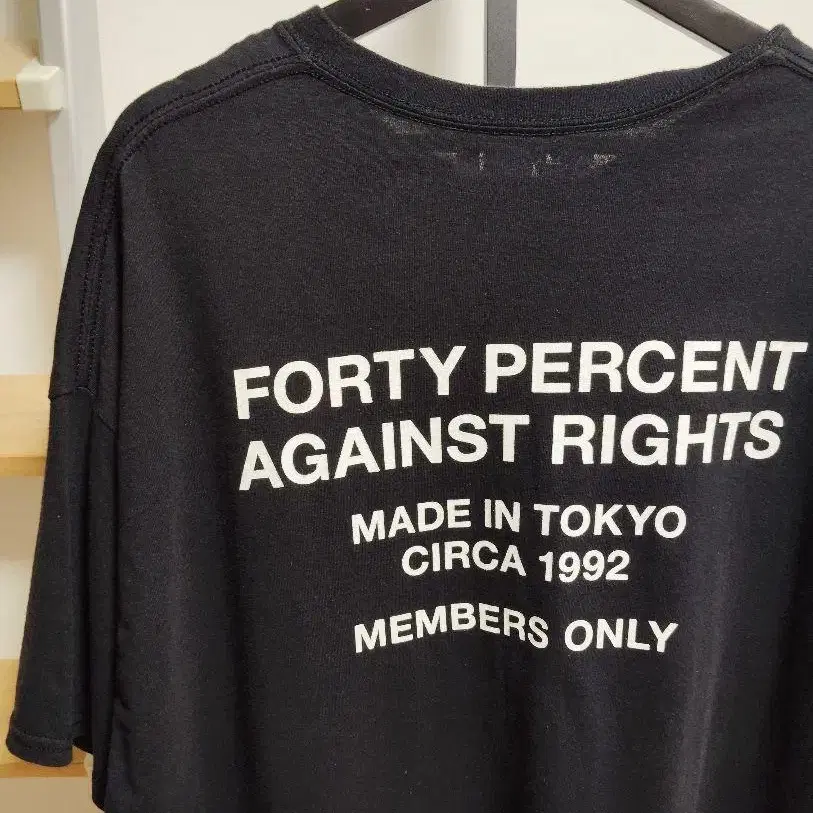 FORTY PERCENT
AGAINST RIGHTS
MADE IN TOKYO
CIRCA 1992
MEMBERS ONLY